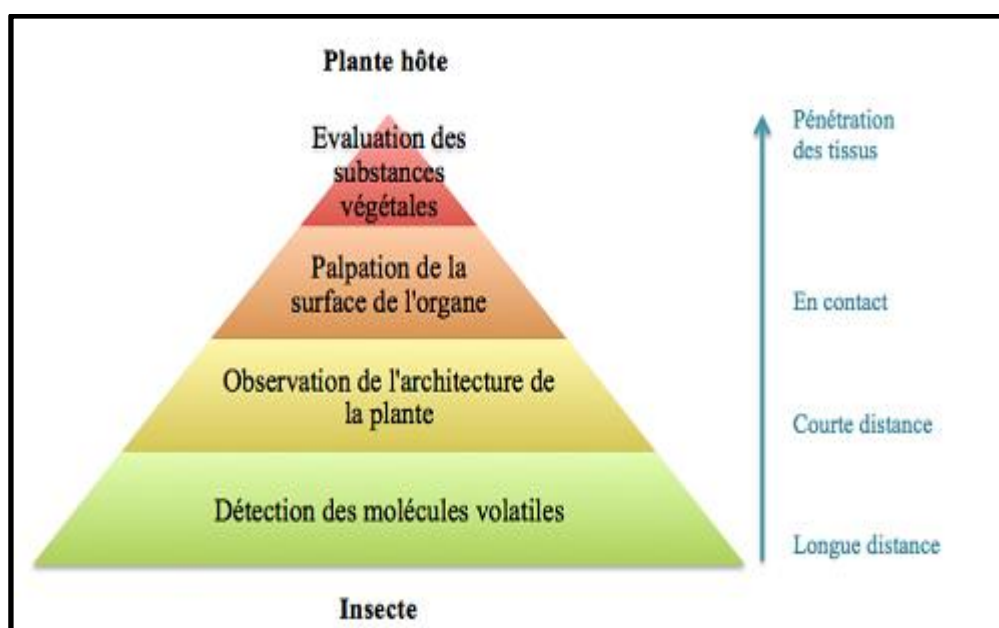 Plante hôte
Evaluation des
substances
végétales
Palpation de la
surface de l'organe
Observation de l'architecture de
la plante
Détection des molécules volatiles
Insecte
Pénétration
des tissus
En contact
Courte distance
Longue distance